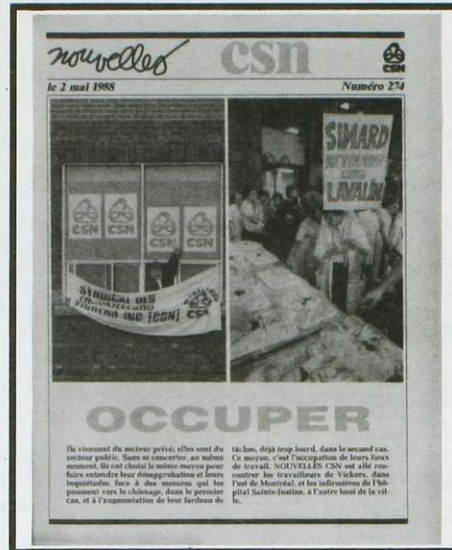 nouvelles csn
CSN
le 2 mai 1988 Numéro 274
CSN CSN CSN CSN
SYNDICAT DES
INC (CSN) CSN
SIMARD
LAVALIN
OCCUPER
Ils viennent du secteur privé; elles sont du
secteur public. Sans se concerter, au même
moment, ils ont choisi le même moyen pour
faire entendre leur désapprobation et leurs
inquiétudes face à des mesures qui les
poussent vers le chômage, dans le premier
cas, et à l'augmentation de leur fardeau de
tâches, déjà trop lourd, dans le second cas.
Ce moyen, c'est l'occupation de leurs lieux
de travail. NOUVELLES CSN est allé ren-
contrer les travailleurs de Vickers, dans
l'est de Montréal, et les infirmières de l'hô-
pital Sainte-Justine, à l'autre bout de la vil-
le.